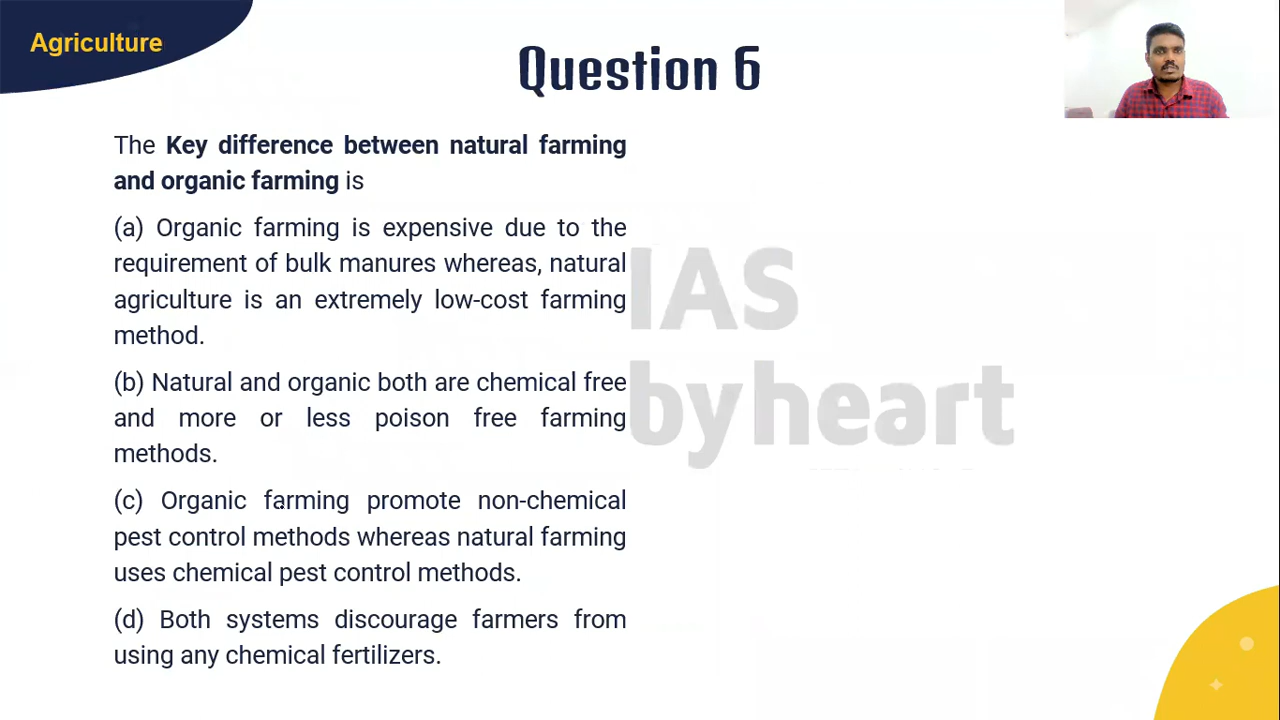 Agriculture
Question 6
The Key difference between natural farming
and organic farming is
(a) Organic farming is expensive due to the
requirement of bulk manures whereas, natural
agriculture is an extremely low-cost farming
method.
(b) Natural and organic both are chemical free
and more or less poison free farming
methods.
(c) Organic farming promote non-chemical
pest control methods whereas natural farming
uses chemical pest control methods.
(d) Both systems discourage farmers from
using any chemical fertilizers.
IAS
byheart